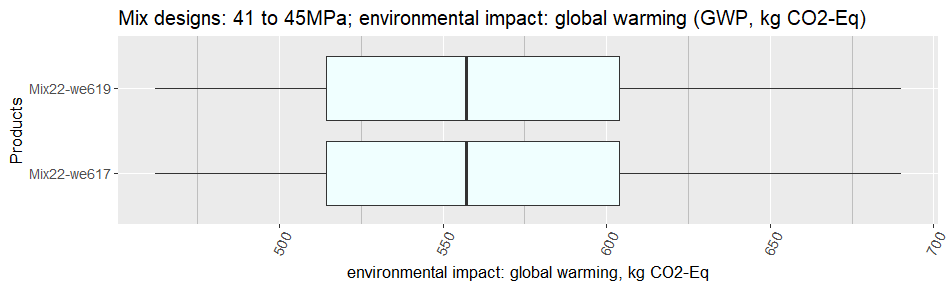 Mix designs: 41 to 45MPa; environmental impact: global warming (GWP, kg CO2-Eq)
Products
Mix22-we619
Mix22-we617
500
550
600
650
700
environmental impact: global warming, kg CO2-Eq